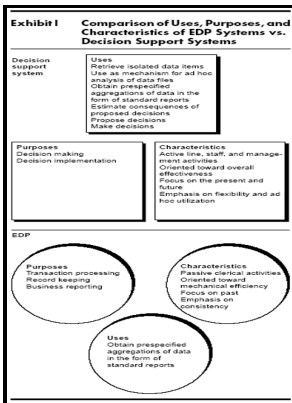 Exhibit I
Comparison of Uses, Purposes, and
Characteristics of EDP Systems vs.
Decision Support Systems
Decision
support
system
Uses
Retrieve isolated data items
Use as mechanism for ad hoc
analysis of data files
Obtain prespecified
aggregations of data in the
form of standard reports
Estimate consequences of
proposed decisions
Propose decisions
Make decisions
Purposes
Decision making
Decision implementation
Characteristics
Active line, staff, and manage-
ment activities
Oriented toward overall
effectiveness
Focus on the present and
future
Emphasis on flexibility and ad
hoc utilization
EDP
Purposes
Transaction processing
Record keeping
Business reporting
Characteristics
Passive clerical activities
Oriented toward
mechanical efficiency
Focus on past
Emphasis on
consistency
Uses
Obtain prespecified
aggregations of data
in the form of
standard reports